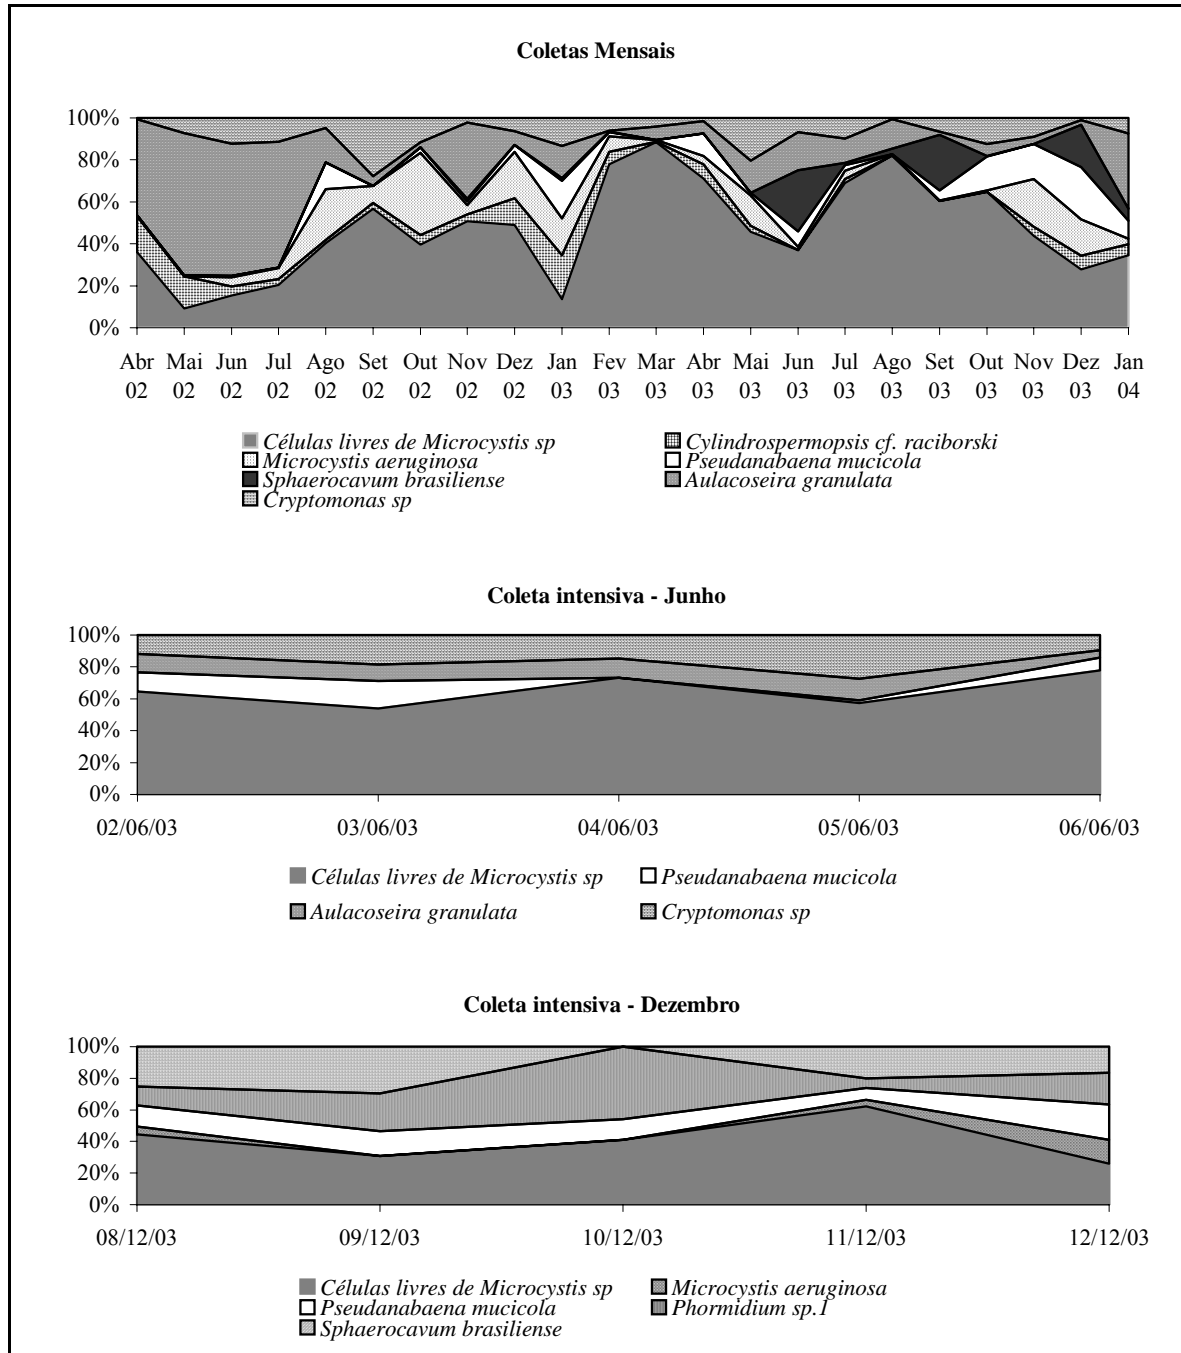 Coletas Mensais
100%
80%
60%
40%
20%
0%
Abr Mai Jun Jul Ago Set Out Nov Dez Jan Fev Mar Abr Mai Jun Jul Ago Set Out Nov Dez Jan
02 02 02 02 02 02 02 02 02 03 03 03 03 03 03 03 03 03 03 03 03 04
Células livres de Microcystis sp Cylindrospermopsis cf. raciborski
Microcystis aeruginosa Pseudanabaena mucicola
Sphaerocavum brasiliense Aulacoseira granulata
Cryptomonas sp
Coleta intensiva - Junho
100%
80%
60%
40%
20%
0%
02/06/03 03/06/03 04/06/03 05/06/03 06/06/03
Células livres de Microcystis sp Pseudanabaena mucicola
Aulacoseira granulata Cryptomonas sp
Coleta intensiva - Dezembro
100%
80%
60%
40%
20%
0%
08/12/03 09/12/03 10/12/03 11/12/03 12/12/03
Células livres de Microcystis sp Microcystis aeruginosa
Pseudanabaena mucicola Phormidium sp.1
Sphaerocavum brasiliense